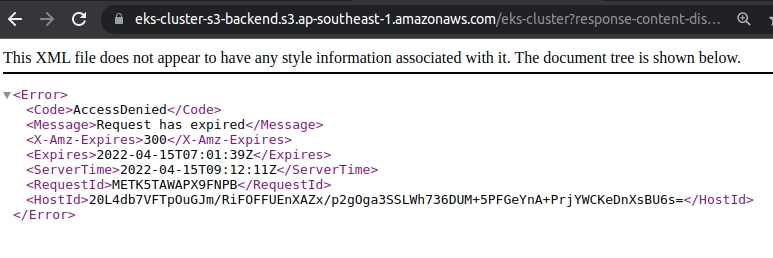 eks-cluster-s3-backend.s3.ap-southeast-1.amazonaws.com/eks-cluster?response-content-dis...
This XML file does not appear to have any style information associated with it. The document tree is shown below.
<Error>
<Code>AccessDenied</Code>
<Message>Request has expired</Message>
<X-Amz-Expires>300</X-Amz-Expires>
<Expires>2022-04-15T07:01:39Z</Expires>
<ServerTime>2022-04-15T09:12:11Z</ServerTime>
<RequestId>METK5TAWAPX9FNPB</RequestId>
<HostId>20L4db7VFTpOuGJm/RiFOFFUEnXAZx/p2gOga3SSLWh736DUM+5PFGeYnA+PrjYWCKeDnXsBU6s=</HostId>
</Error>